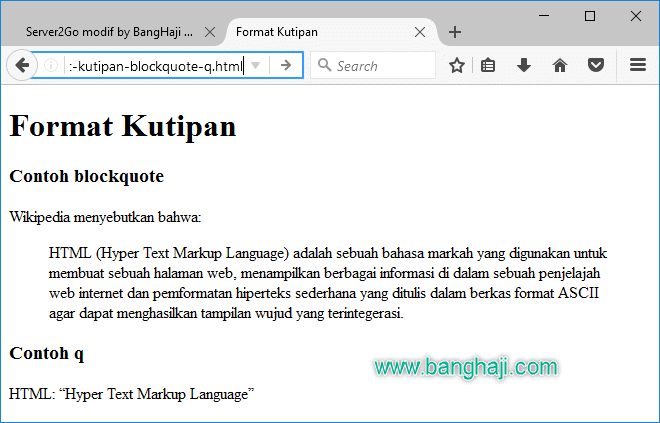 Server2Go modif by BangHaji ...
Format Kutipan
:-kutipan-blockquote-q.html
Search
Format Kutipan
Contoh blockquote
Wikipedia menyebutkan bahwa:
HTML (Hyper Text Markup Language) adalah sebuah bahasa markah yang digunakan untuk
membuat sebuah halaman web, menampilkan berbagai informasi di dalam sebuah penjelajah
web internet dan pemformatan hiperteks sederhana yang ditulis dalam berkas format ASCII
agar dapat menghasilkan tampilan wujud yang terintegerasi.
Contoh q
www.banghaji.com
HTML: “Hyper Text Markup Language”